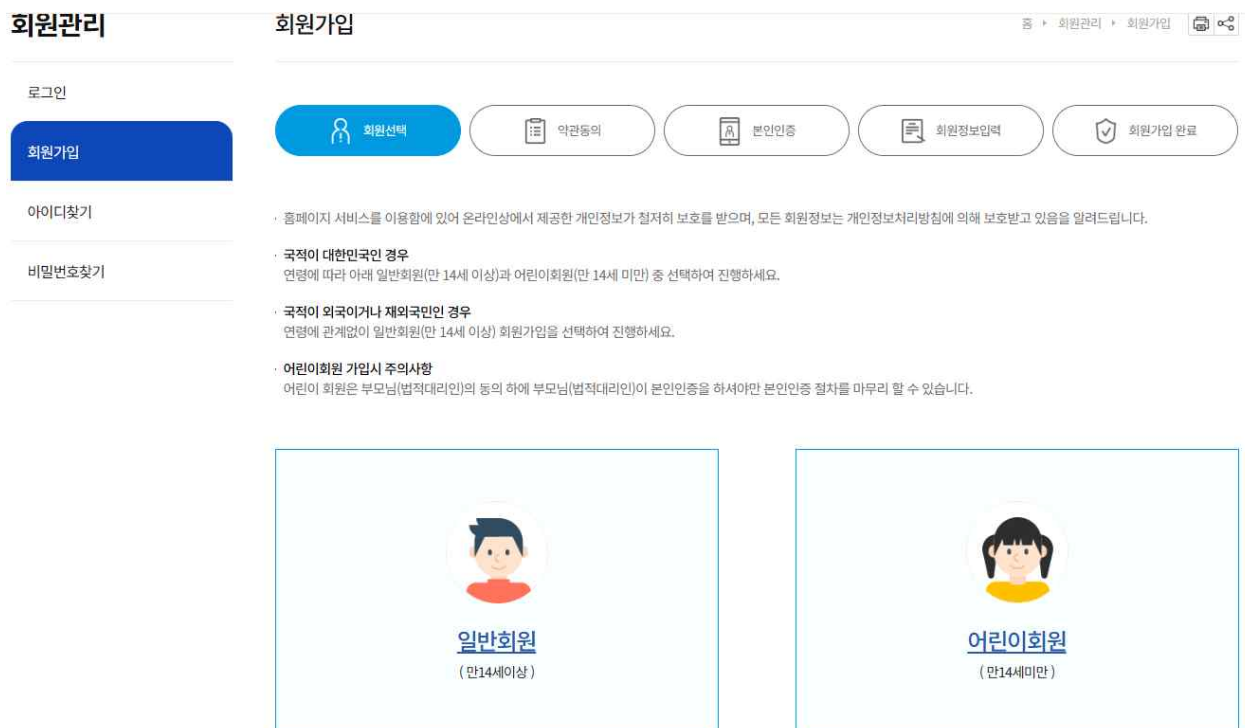 회원관리
로그인
회원가입
아이디찾기
비밀번호찾기
회원가입
홈 회원관리 회원가입
회원선택
약관동의
본인인증
회원정보입력
회원가입 완료
· 홈페이지 서비스를 이용함에 있어 온라인상에서 제공한 개인정보가 철저히 보호를 받으며, 모든 회원정보는 개인정보처리방침에 의해 보호받고 있음을 알려드립니다.
· 국적이 대한민국인 경우
연령에 따라 아래 일반회원(만 14세 이상)과 어린이회원(만 14세 미만) 중 선택하여 진행하세요.
· 국적이 외국이거나 재외국민인 경우
연령에 관계없이 일반회원(만 14세 이상) 회원가입을 선택하여 진행하세요.
· 어린이회원 가입시 주의사항
어린이 회원은 부모님(법적대리인)의 동의 하에 부모님(법적대리인)이 본인인증을 하셔야만 본인인증 절차를 마무리 할 수 있습니다.
일반회원
( 만14세이상 )
어린이회원
( 만14세미만 )